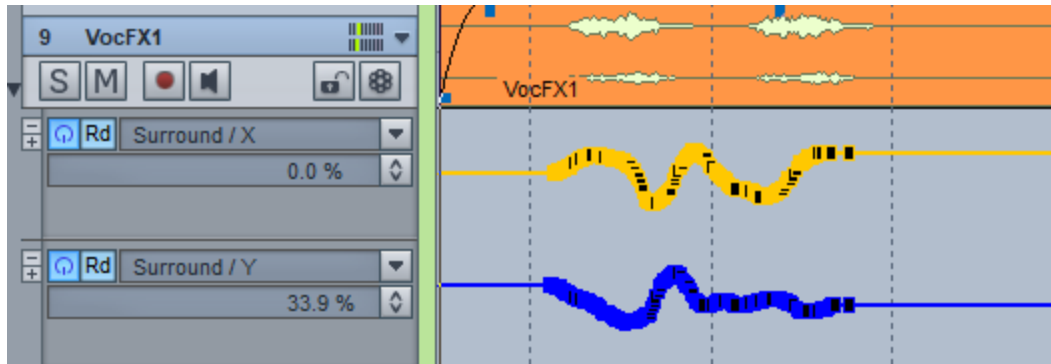 9 VocFX1
S M
VocFX1
Rd Surround / X
0.0 %
Rd Surround / Y
33.9 %